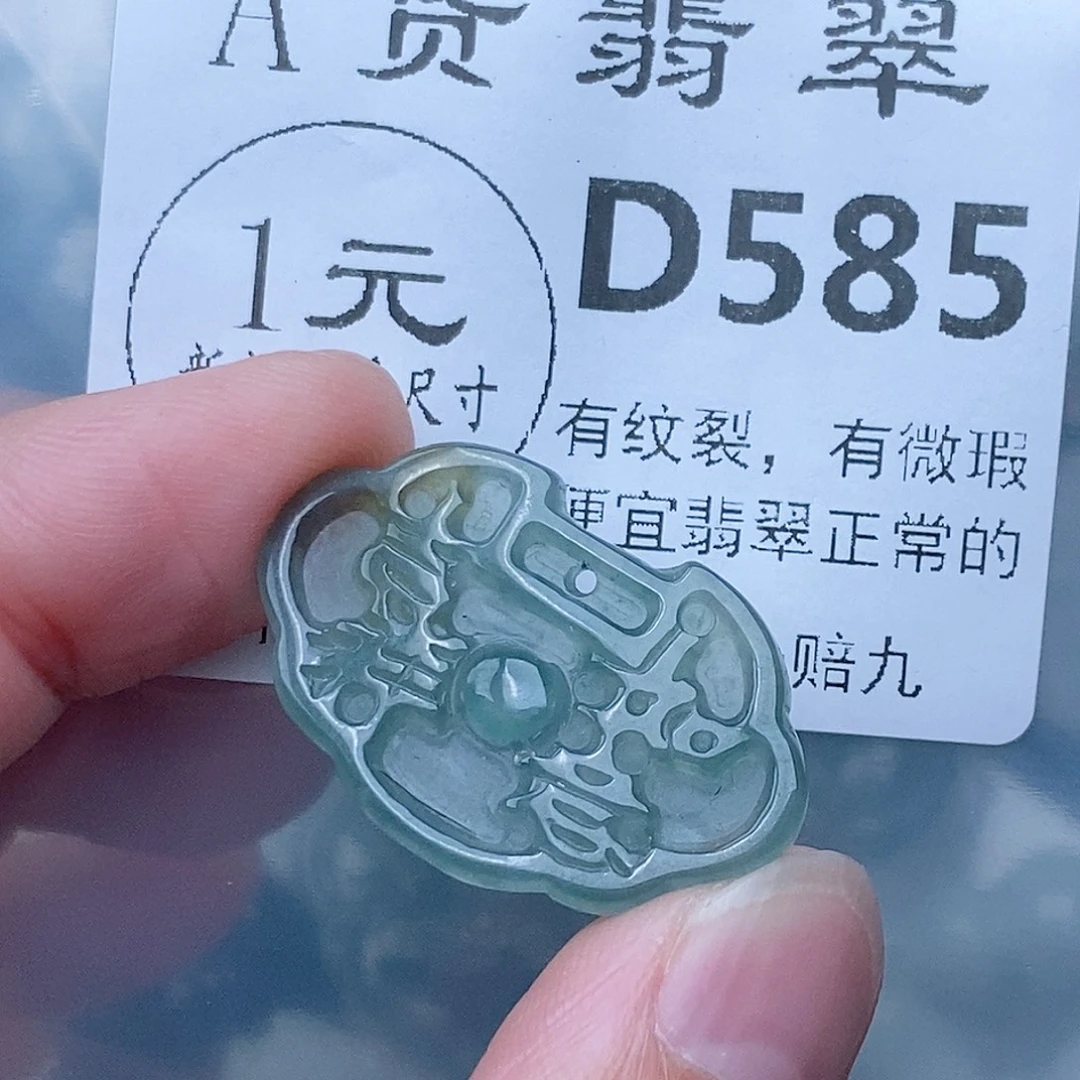 A货翡翠
D585
1元
尺寸
有纹裂，有微瑕
便宜翡翠正常的
赔九